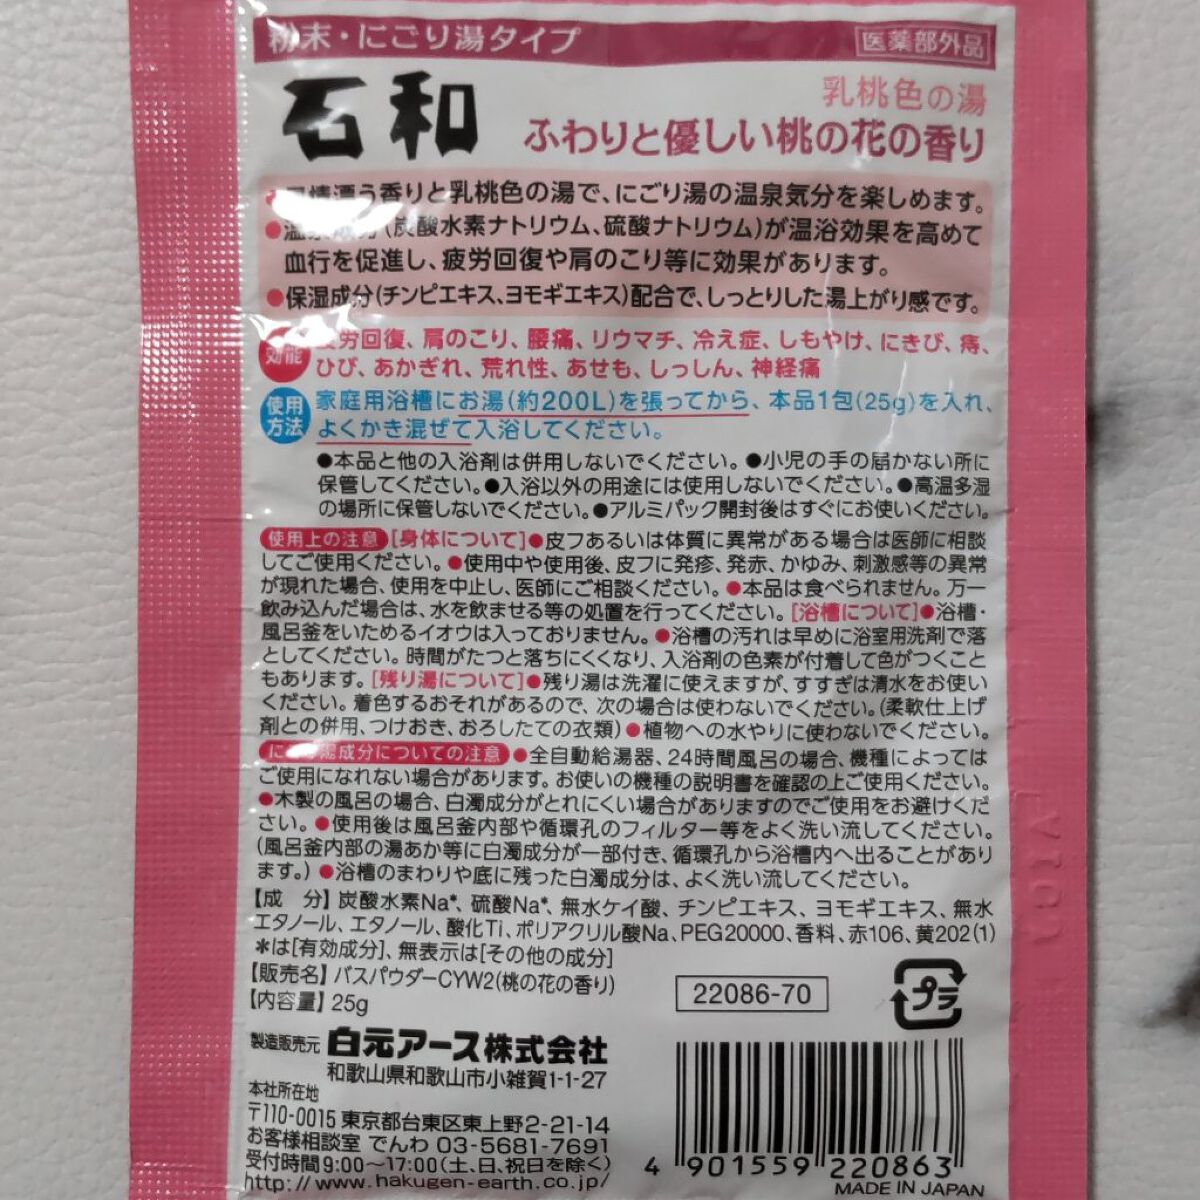 粉末・にごり湯タイプ
医薬部外品
石和
乳桃色の湯
ふわりと優しい桃の花の香り
漂う香りと乳桃色の湯で、にごり湯の温泉気分を楽しめます。
●温泉成分(炭酸水素ナトリウム、硫酸ナトリウム)が温浴効果を高めて
血行を促進し、疲労回復や肩のこり等に効果があります。
●保湿成分(チンピエキス、ヨモギエキス)配合で、しっとりした湯上がり感です。
効能
疲労回復、肩のこり、腰痛、リウマチ、冷え症、しもやけ、にきび、痔、
ひび、あかぎれ、荒れ性、あせも、しっしん、神経痛
使用方法
家庭用浴槽にお湯(約200L)を張ってから、本品1包(25g)を入れ、
よくかき混ぜて入浴してください。
●本品と他の入浴剤は併用しないでください。●小児の手の届かない所に
保管してください。●入浴以外の用途には使用しないでください。●高温多湿
の場所に保管しないでください。●アルミパック開封後はすぐにお使いください。
使用上の注意 [身体について]●皮フあるいは体質に異常がある場合は医師に相談
してご使用ください。●使用中や使用後、皮フに発疹、発赤、かゆみ、刺激感等の異常
が現れた場合、使用を中止し、医師にご相談ください。●本品は食べられません。万一
飲み込んだ場合は、水を飲ませる等の処置を行ってください。[浴槽について]●浴槽・
風呂釜をいためるイオウは入っておりません。●浴槽の汚れは早めに浴室用洗剤で落
としてください。時間がたつと落ちにくくなり、入浴剤の色素が付着して色がつくこと
もあります。[残り湯について]●残り湯は洗濯に使えますが、すすぎは清水をお使い
ください。着色するおそれがあるので、次の場合は使わないでください。(柔軟仕上げ
剤との併用、つけおき、おろしたての衣類)●植物への水やりに使わないでください。
にごり湯成分についての注意 ●全自動給湯器、24時間風呂の場合、機種によっては
ご使用になれない場合があります。お使いの機種の説明書を確認の上ご使用ください。
●木製の風呂の場合、白濁成分がとれにくい場合がありますのでご使用をお避けくだ
さい。●使用後は風呂釜内部や循環孔のフィルター等をよく洗い流してください。
(風呂釜内部の湯あか等に白濁成分が一部付き、循環孔から浴槽内へ出ることがあり
ます。)●浴槽のまわりや底に残った白濁成分は、よく洗い流してください。
【成 分】炭酸水素Na*、硫酸Na*、無水ケイ酸、チンピエキス、ヨモギエキス、無水
エタノール、エタノール、酸化Ti、ポリアクリル酸Na、PEG20000、香料、赤106、黄202(1)
*は[有効成分]、無表示は[その他の成分]
【販売名】バスパウダーCYW2(桃の花の香り)
【内容量】25g
22086-70
プラ
製造販売元 白元アース株式会社
和歌山県和歌山市小雑賀1-1-27
本社所在地
〒110-0015 東京都台東区東上野2-21-14
お客様相談室 でんわ 03-5681-7691
受付時間9:00〜17:00(土、日、祝日を除く)
http://www.hakugen-earth.co.jp/
4 901559 220863
MADE IN JAPAN